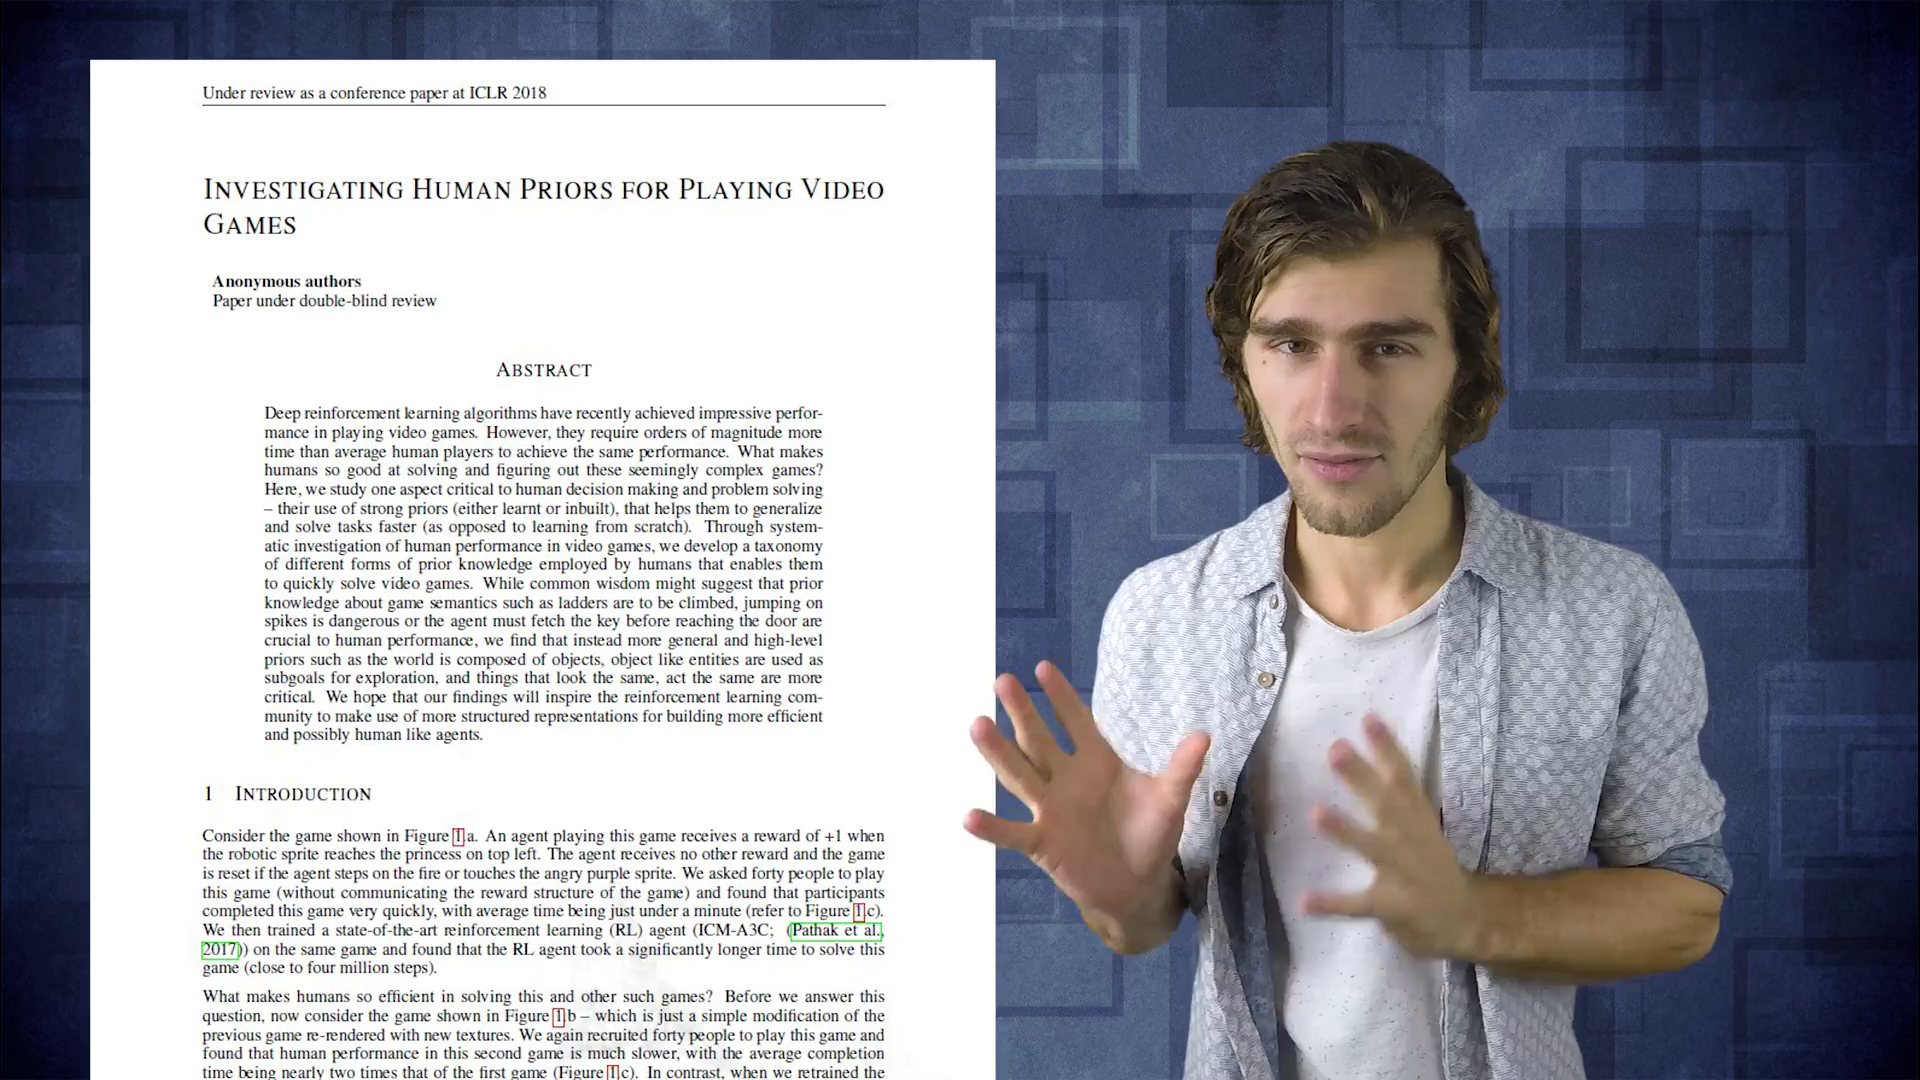 Under review as a conference paper at ICLR 2018
INVESTIGATING HUMAN PRIORS FOR PLAYING VIDEO
GAMES
Anonymous authors
Paper under double-blind review
ABSTRACT
Deep reinforcement learning algorithms have recently achieved impressive perfor-
mance in playing video games. However, they require orders of magnitude more
time than average human players to achieve the same performance. What makes
humans so good at solving and figuring out these seemingly complex games?
Here, we study one aspect critical to human decision making and problem solving
– their use of strong priors (either learnt or inbuilt), that helps them to generalize
and solve tasks faster (as opposed to learning from scratch). Through system-
atic investigation of human performance in video games, we develop a taxonomy
of different forms of prior knowledge employed by humans that enables them
to quickly solve video games. While common wisdom might suggest that prior
knowledge about game semantics such as ladders are to be climbed, jumping on
spikes is dangerous or the agent must fetch the key before reaching the door are
crucial to human performance, we find that instead more general and high-level
priors such as the world is composed of objects, object like entities are used as
subgoals for exploration, and things that look the same, act the same are more
critical. We hope that our findings will inspire the reinforcement learning com-
munity to make use of more structured representations for building more efficient
and possibly human like agents.
1 INTRODUCTION
Consider the game shown in Figure 1.a. An agent playing this game receives a reward of +1 when
the robotic sprite reaches the princess on top left. The agent receives no other reward and the game
is reset if the agent steps on the fire or touches the angry purple sprite. We asked forty people to play
this game (without communicating the reward structure of the game) and found that participants
completed this game very quickly, with average time being just under a minute (refer to Figure 1.c).
We then trained a state-of-the-art reinforcement learning (RL) agent (ICM-A3C; (Pathak et al.,
2017)) on the same game and found that the RL agent took a significantly longer time to solve this
game (close to four million steps).
What makes humans so efficient in solving this and other such games? Before we answer this
question, now consider the game shown in Figure 1.b – which is just a simple modification of the
previous game re-rendered with new textures. We again recruited forty people to play this game and
found that human performance in this second game is much slower, with the average completion
time being nearly two times that of the first game (Figure 1.c). In contrast, when we retrained the